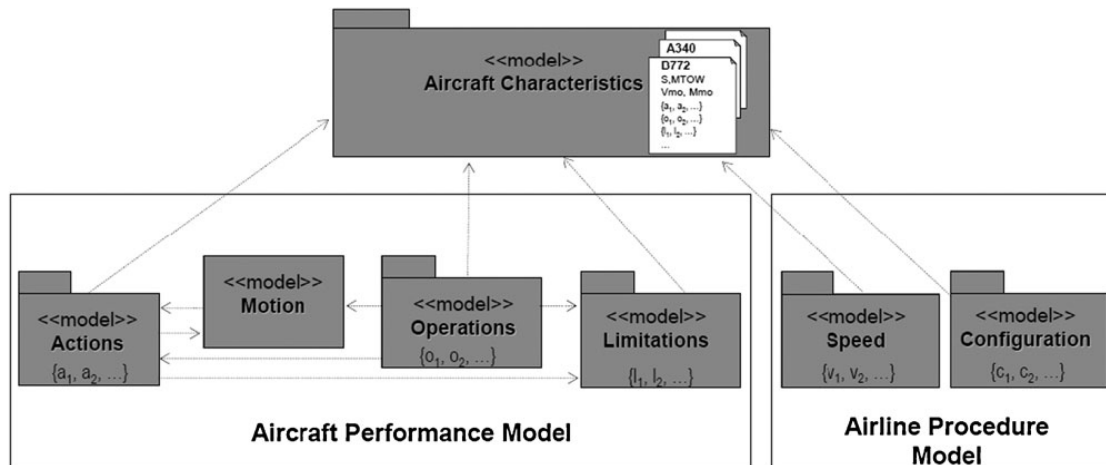 <<model>>
Aircraft Characteristics
A340
D772
S,MTOW
Vmo, Mmo
{a₁, a₂, ...}
{o₁, o₂, ...}
{l₁, l₂, ...}
...
<<model>>
Actions
{a₁, a₂, ...}
<<model>>
Motion
<<model>>
Operations
{o₁, o₂, ...}
<<model>>
Limitations
{l₁, l₂, ...}
Aircraft Performance Model
<<model>>
Speed
{v₁, v₂, ...}
<<model>>
Configuration
{c₁, c₂, ...}
Airline Procedure
Model